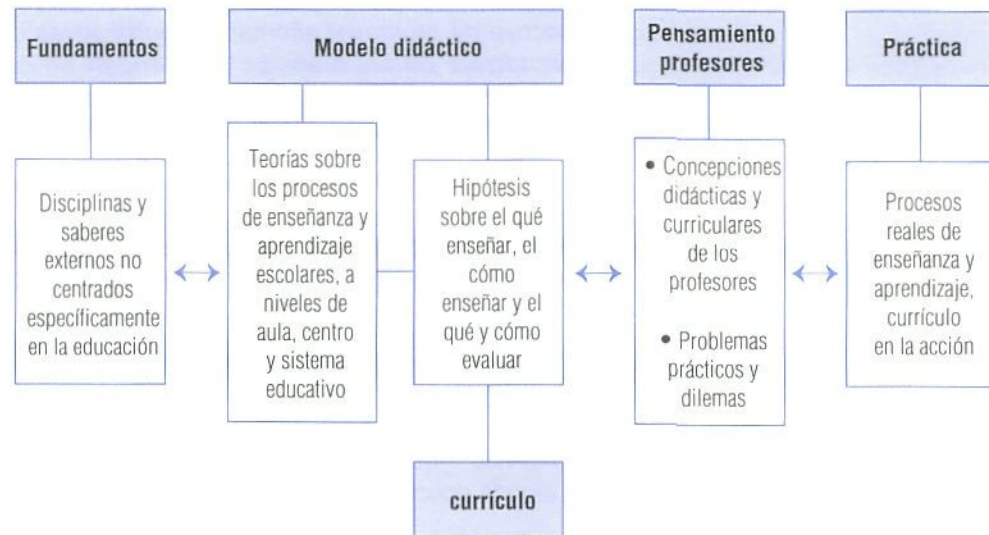 Fundamentos
Modelo didáctico
Pensamiento
profesores
Práctica
Disciplinas y
saberes
externos no
centrados
específicamente
en la educación
Teorías sobre
los procesos
de enseñanza y
aprendizaje
escolares, a
niveles de
aula, centro
y sistema
educativo
Hipótesis
sobre el qué
enseñar, el
cómo
enseñar y el
qué y cómo
evaluar
• Concepciones
didácticas y
curriculares
de los
profesores
• Problemas
prácticos y
dilemas
Procesos
reales de
enseñanza y
aprendizaje,
currículo
en la acción
currículo